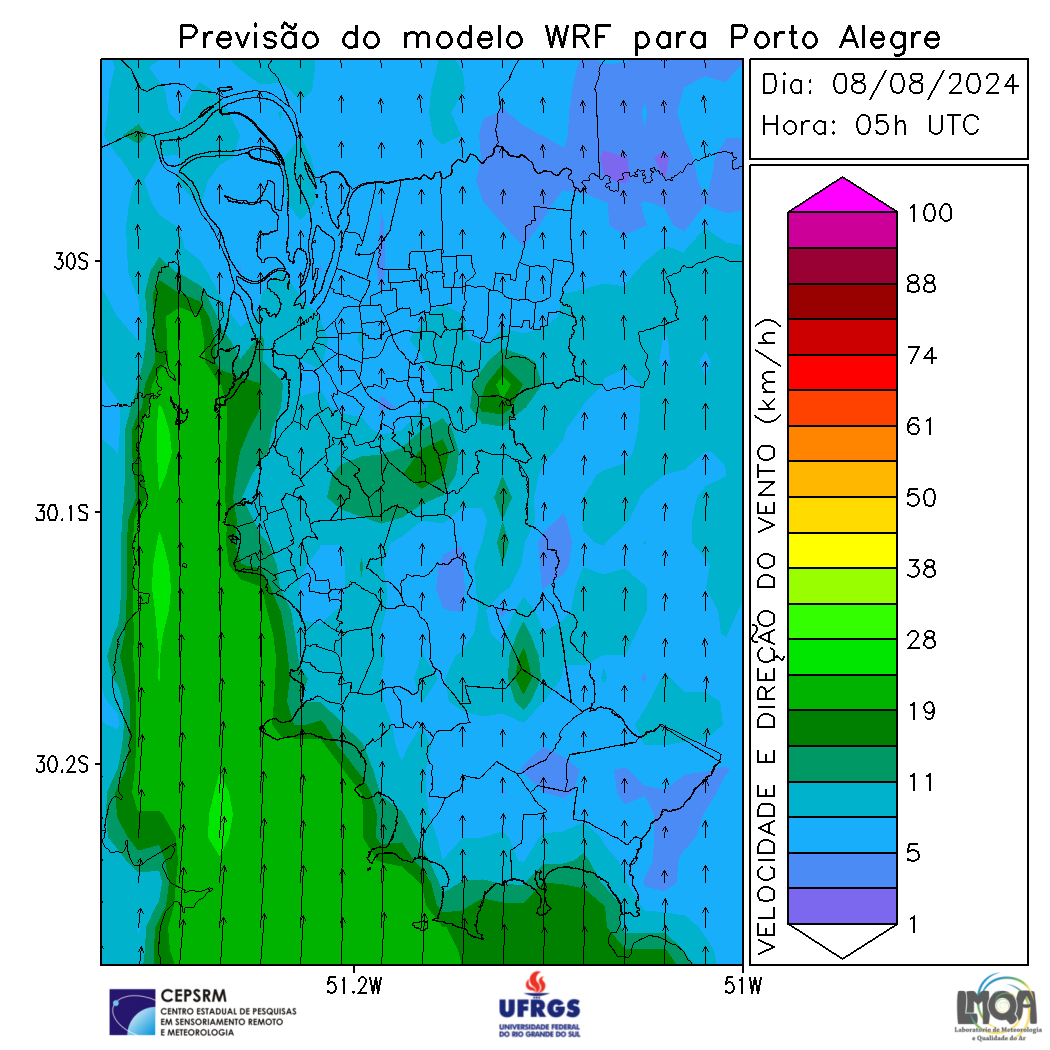 Previsão do modelo WRF para Porto Alegre
Dia: 08/08/2024
Hora: 05h UTC
30S
30.1S
30.2S
51.2W
51W
VELOCIDADE E DIREÇÃO DO VENTO (km/h)
100
88
74
61
50
38
28
19
11
5
1
CEPSRM
CENTRO ESTADUAL DE PESQUISAS
EM SENSORIAMENTO REMOTO
E METEOROLOGIA
UFRGS
UNIVERSIDADE FEDERAL
DO RIO GRANDE DO SUL
LMQA
Laboratório de Meteorologia
e Qualidade do Ar